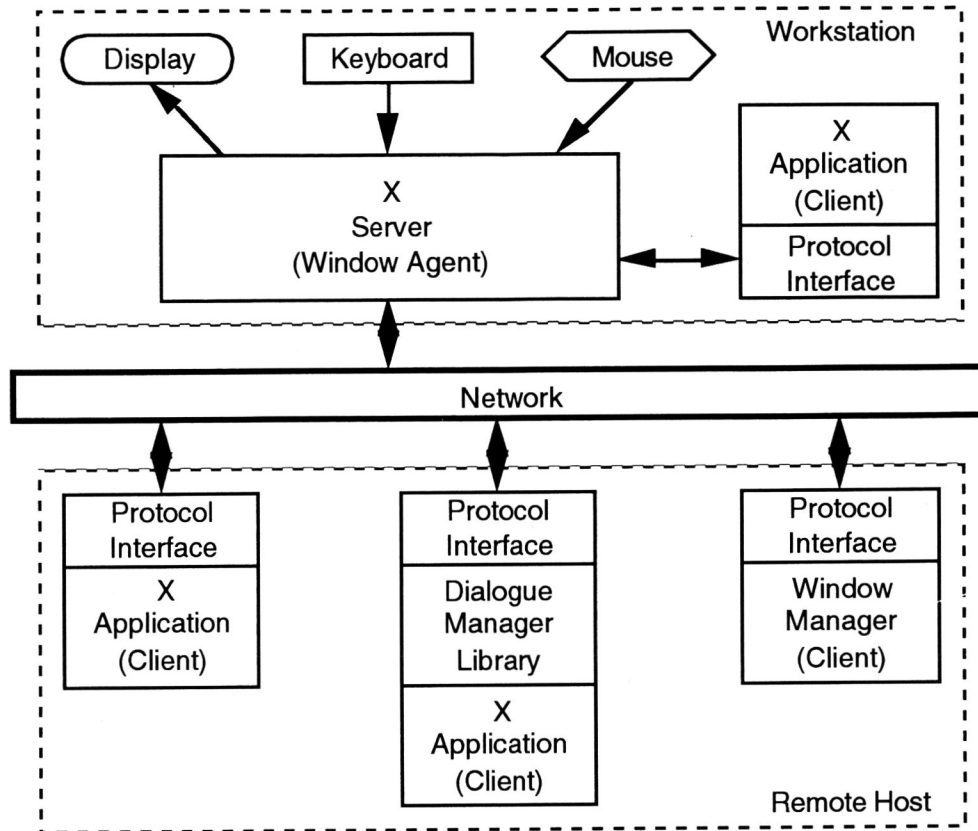 Workstation
Display
Keyboard
Mouse
X
Server
(Window Agent)
X
Application
(Client)
Protocol
Interface
Network
Protocol
Interface
X
Application
(Client)
Protocol
Interface
Dialogue
Manager
Library
X
Application
(Client)
Protocol
Interface
Window
Manager
(Client)
Remote Host